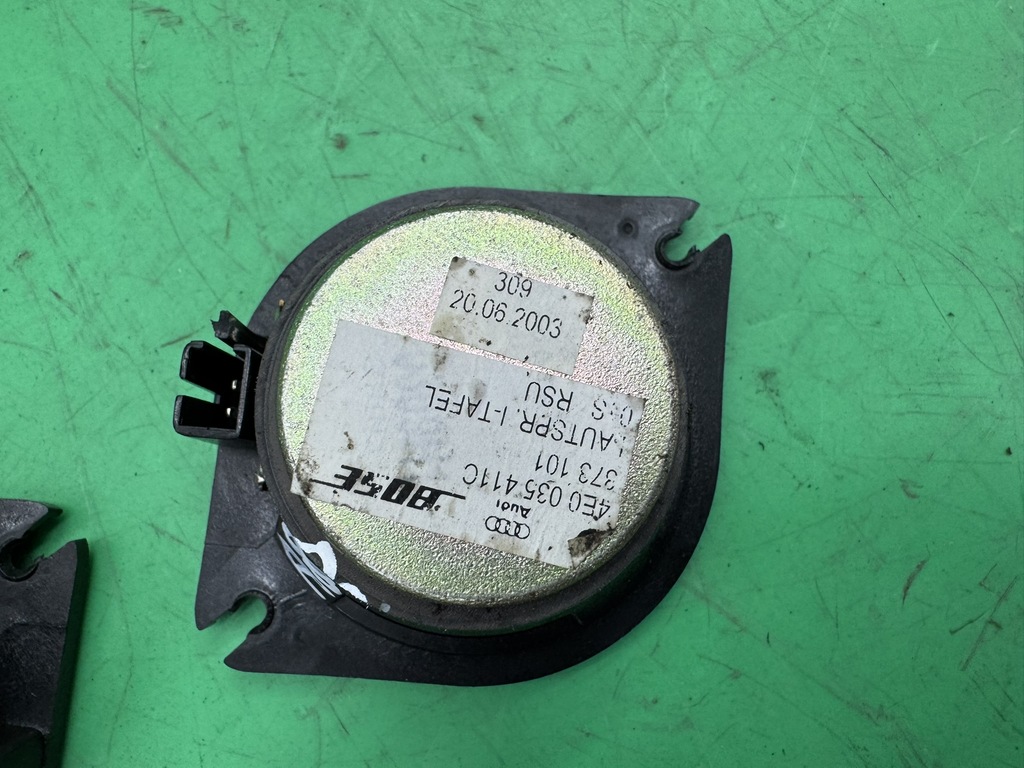 309
20.06.2003
Audi
BOSE
4E0 035 411C
373 101
LAUTSPR. I-TAFEL
RSU